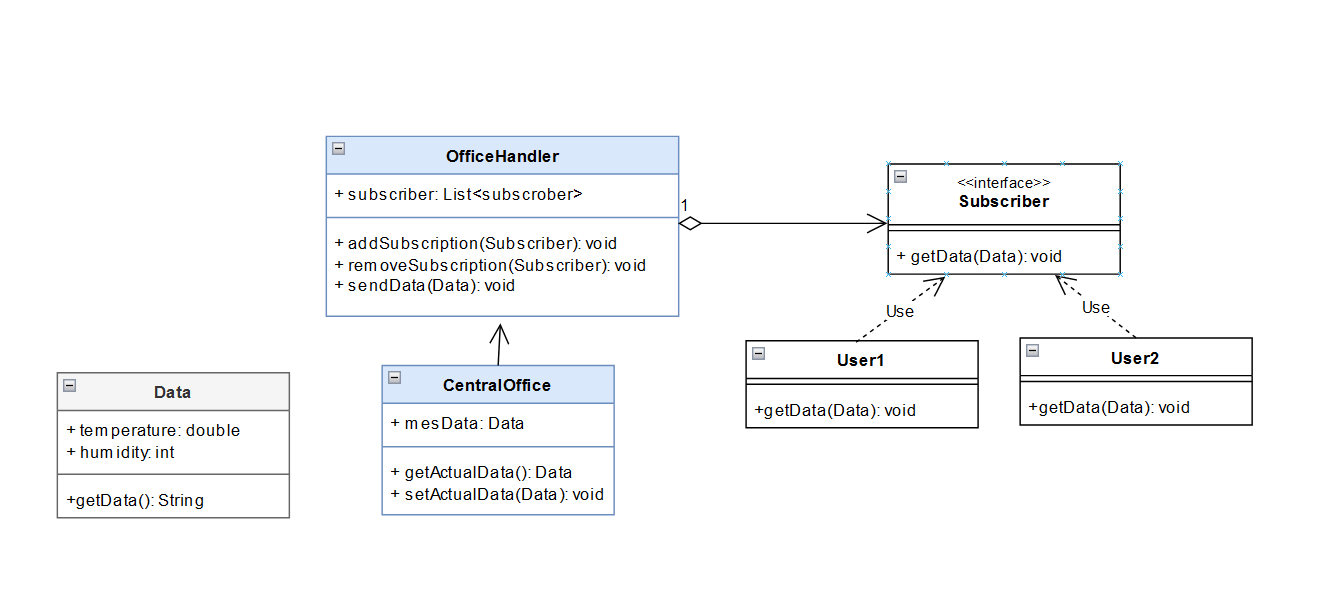 OfficeHandler
+ subscriber: List<subscrober>
+ addSubscription(Subscriber): void
+ removeSubscription(Subscriber): void
+ sendData(Data): void
1
<<interface>>
Subscriber
+ getData(Data): void
Use
Use
User1
+getData(Data): void
User2
+getData(Data): void
CentralOffice
+ mesData: Data
+ getActualData(): Data
+ setActualData(Data): void
Data
+ temperature: double
+ humidity: int
+getData(): String